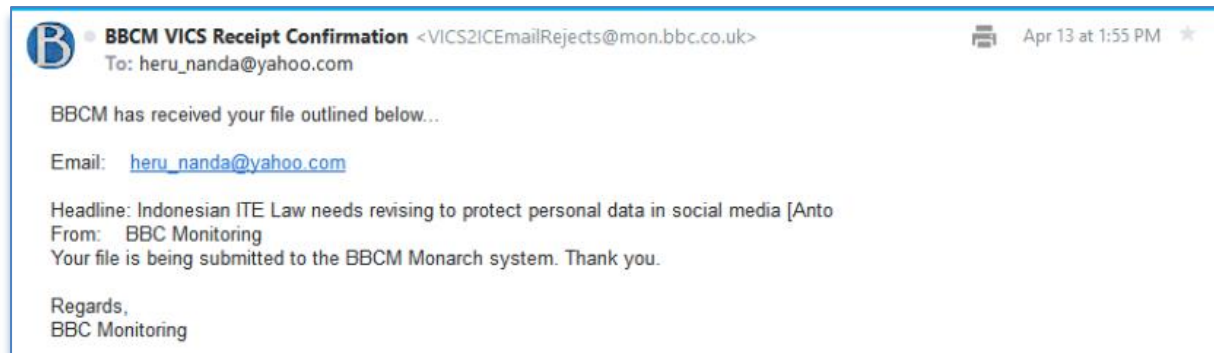 B
BBCM VICS Receipt Confirmation <VICS2ICEmailRejects@mon.bbc.co.uk> Apr 13 at 1:55 PM
To: heru_nanda@yahoo.com
BBCM has received your file outlined below...
Email: heru_nanda@yahoo.com
Headline: Indonesian ITE Law needs revising to protect personal data in social media [Anto
From: BBC Monitoring
Your file is being submitted to the BBCM Monarch system. Thank you.
Regards,
BBC Monitoring